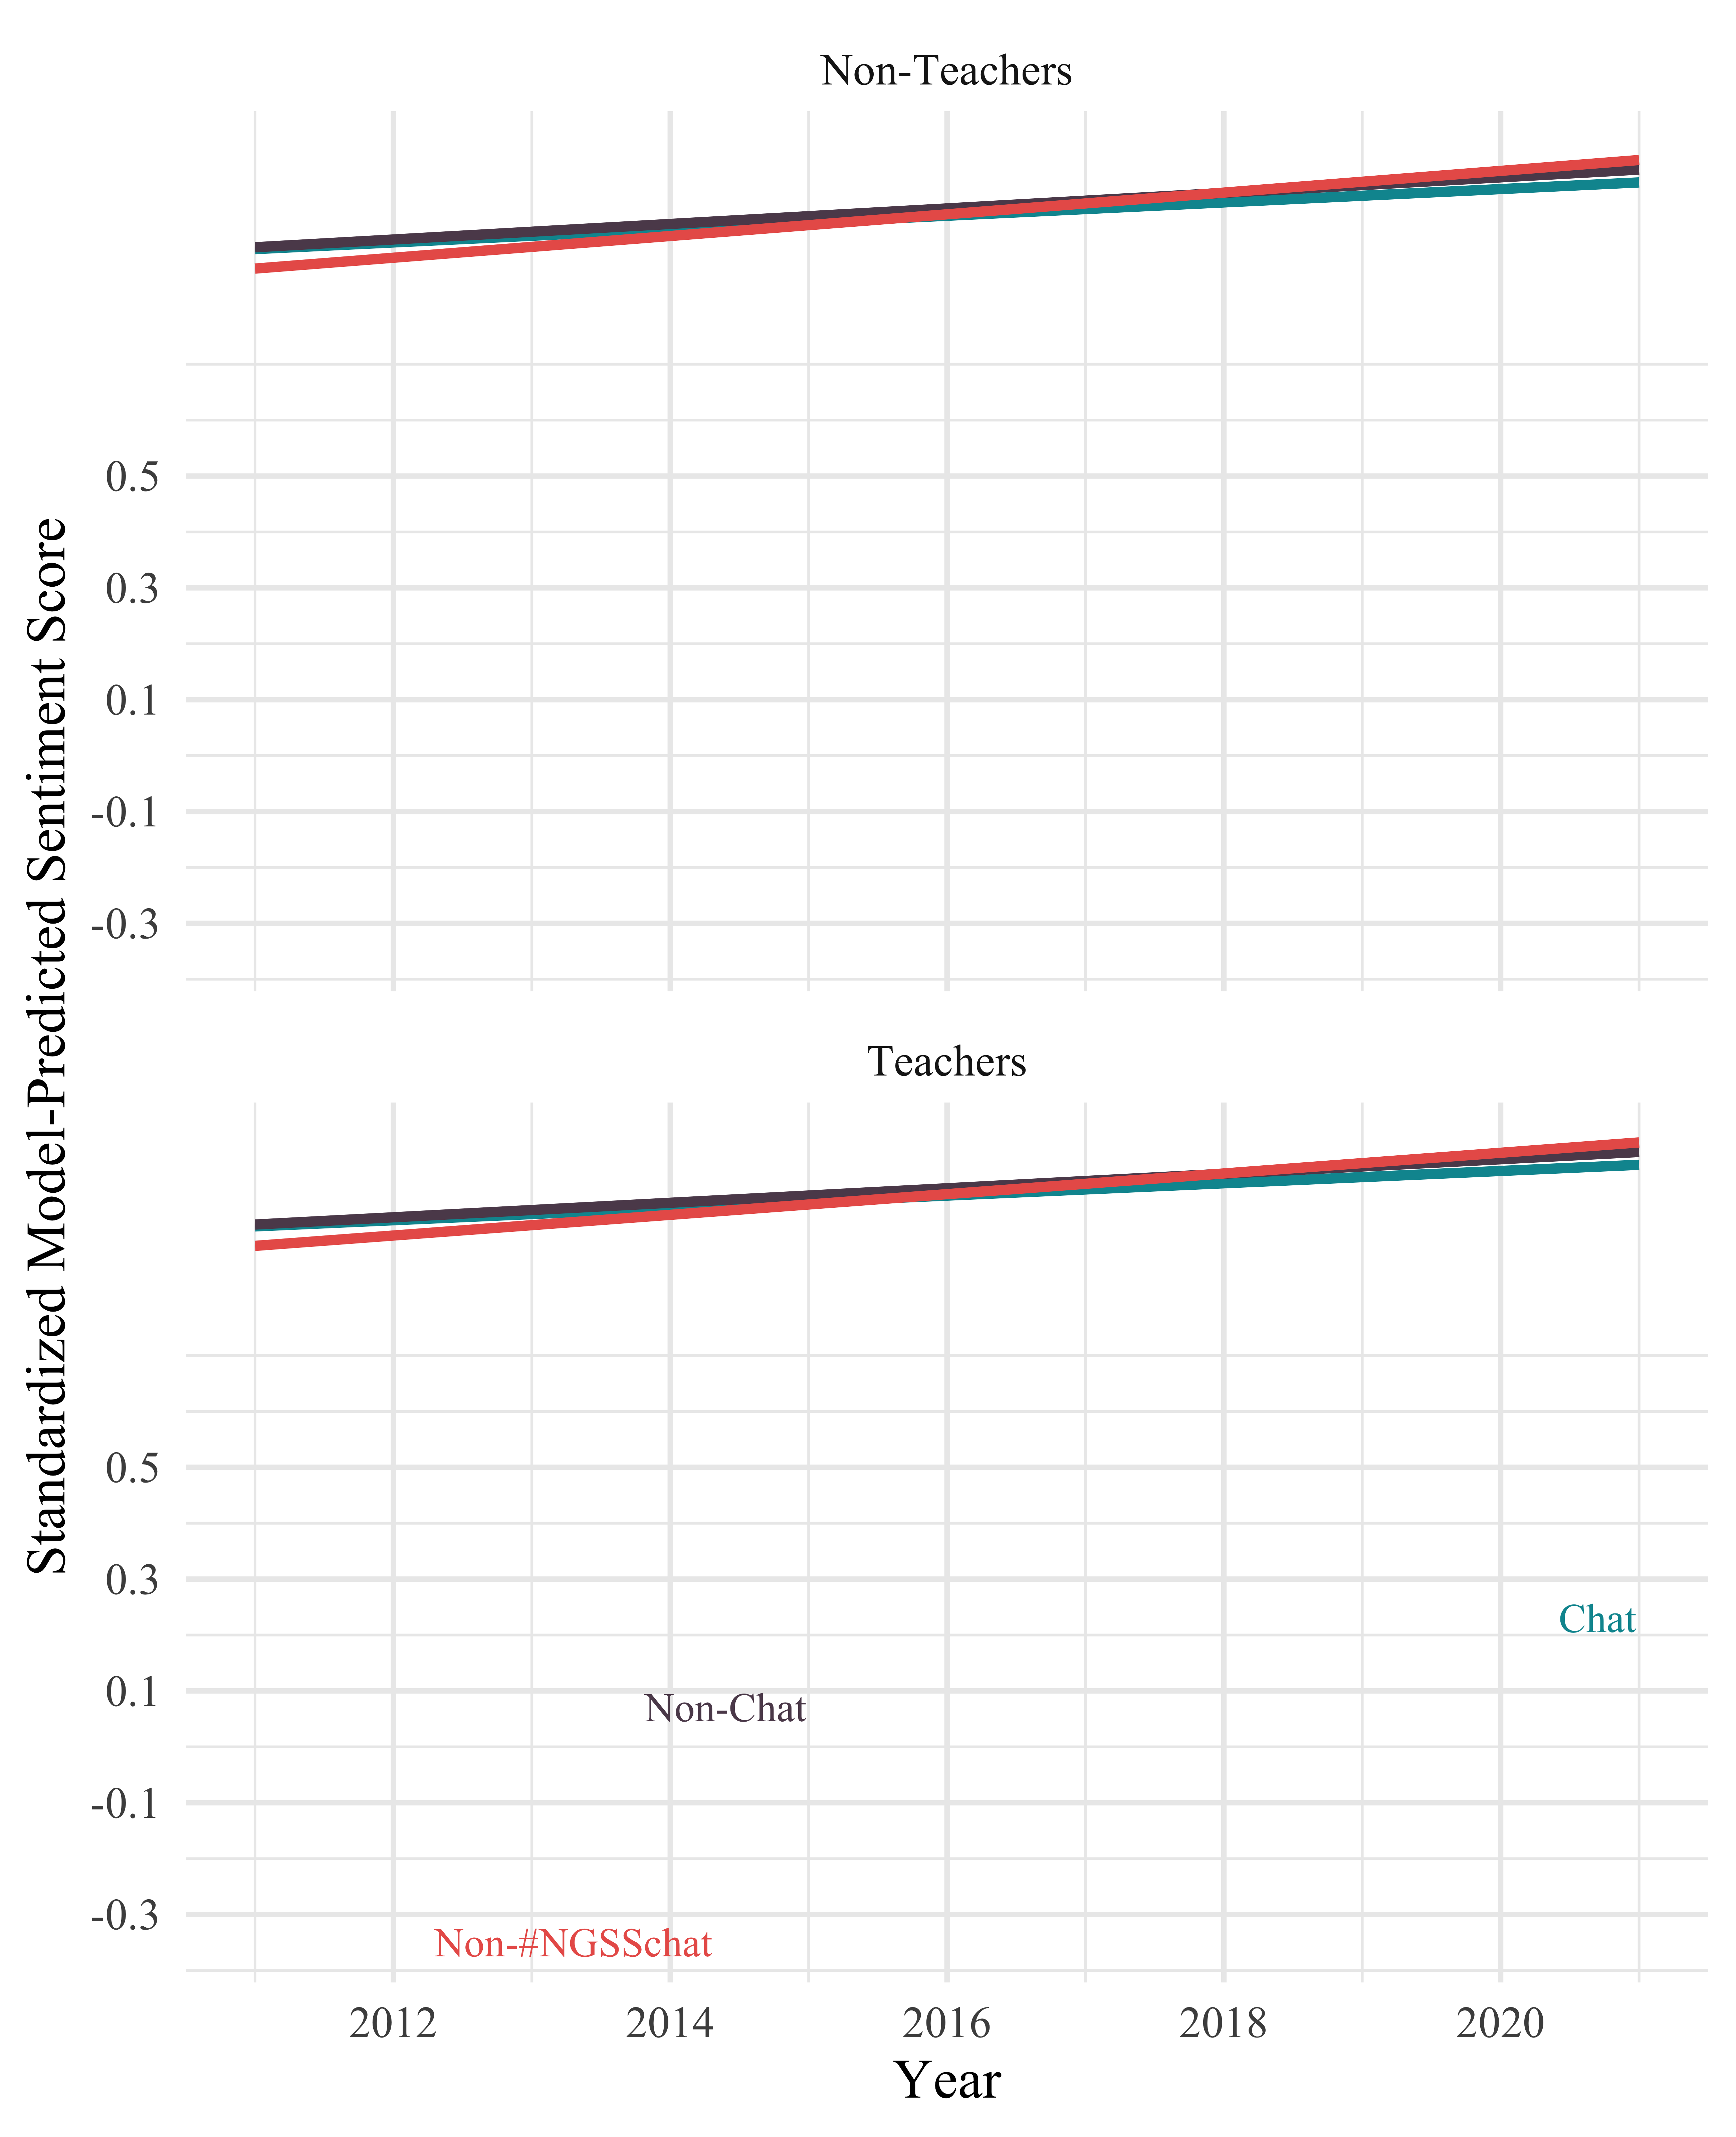 Non-Teachers
0.5
0.3
0.1
-0.1
-0.3
Standardized Model-Predicted Sentiment Score
Teachers
0.5
0.3
Chat
0.1
Non-Chat
-0.1
-0.3
Non-#NGSSchat
2012 2014 2016 2018 2020
Year